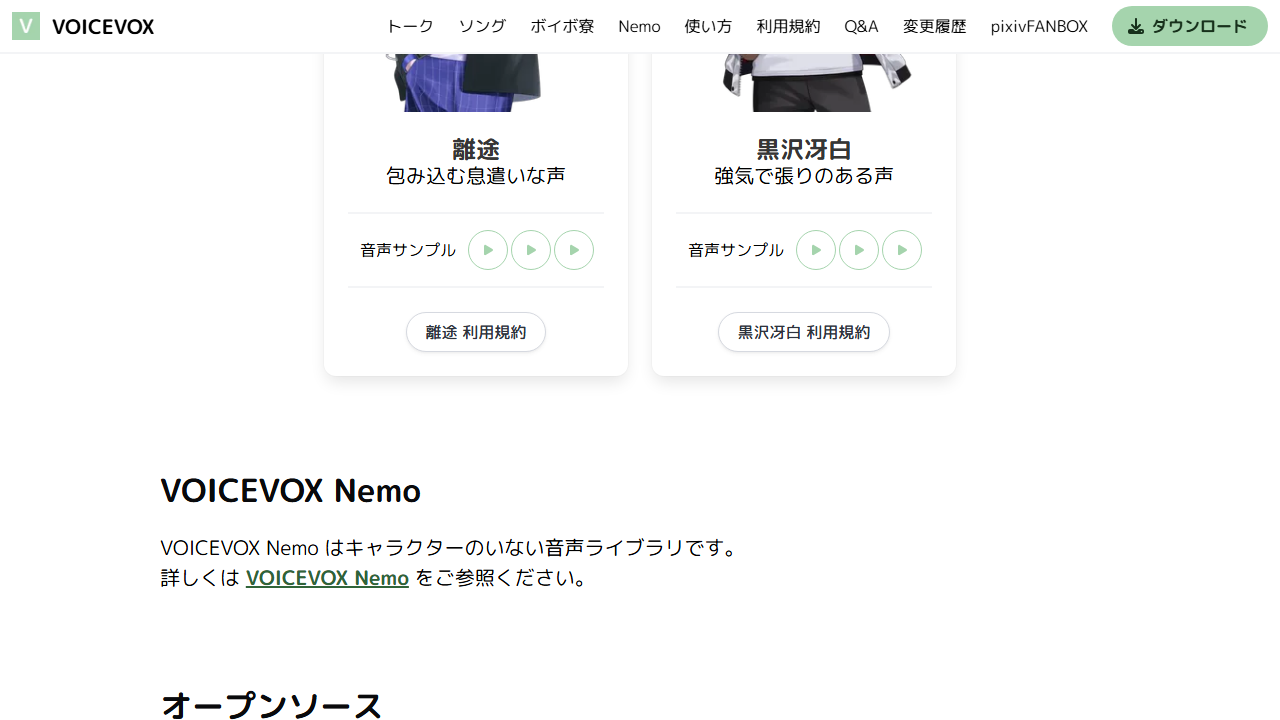 V VOICEVOX トーク ソング ボイボ寮 Nemo 使い方 利用規約 Q&A 変更履歴 pixivFANBOX ダウンロード
離途
包み込む息遣いな声
音声サンプル
離途 利用規約
黒沢冴白
強気で張りのある声
音声サンプル
黒沢冴白 利用規約
VOICEVOX Nemo
VOICEVOX Nemo はキャラクターのいない音声ライブラリです。
詳しくは VOICEVOX Nemo をご参照ください。
オープンソース